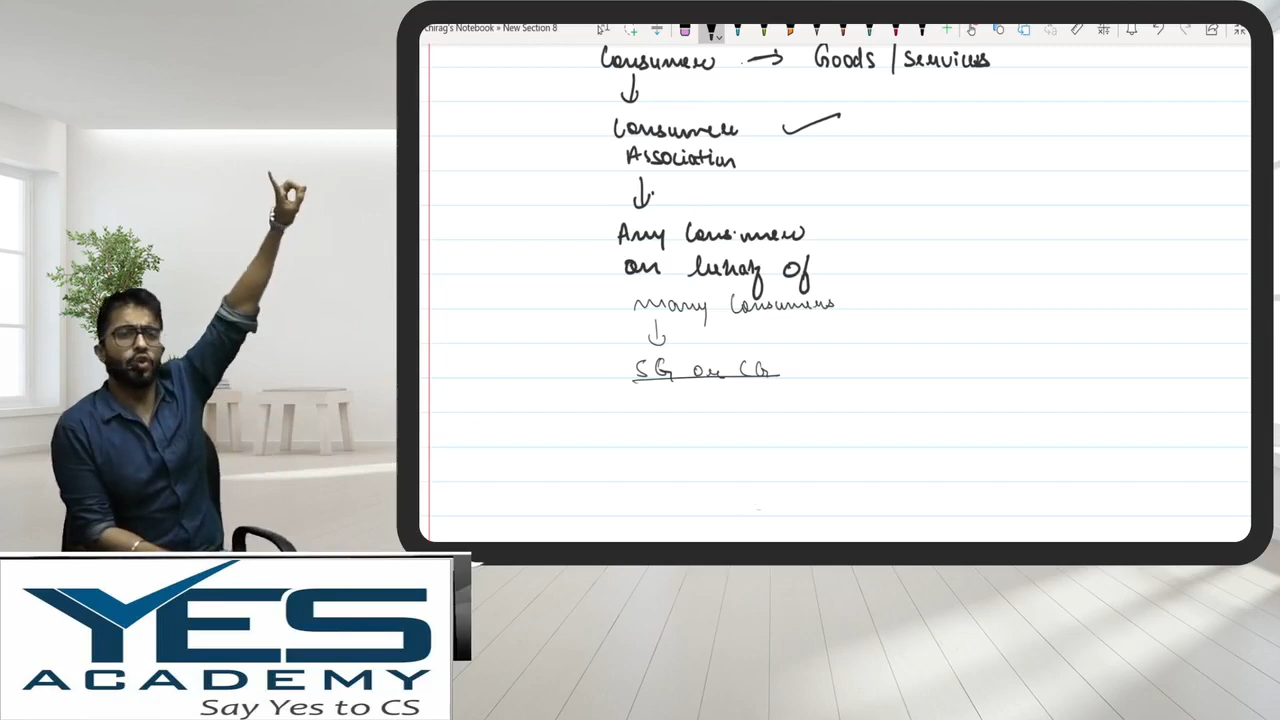 chirag's Notebook » New Section 8
Consumer → Goods / Services
↓
Consumer ✓
Association
↓
Any Consumer
on behalf of
many Consumers
↓
SG or CG
YES
ACADEMY
Say Yes to CS